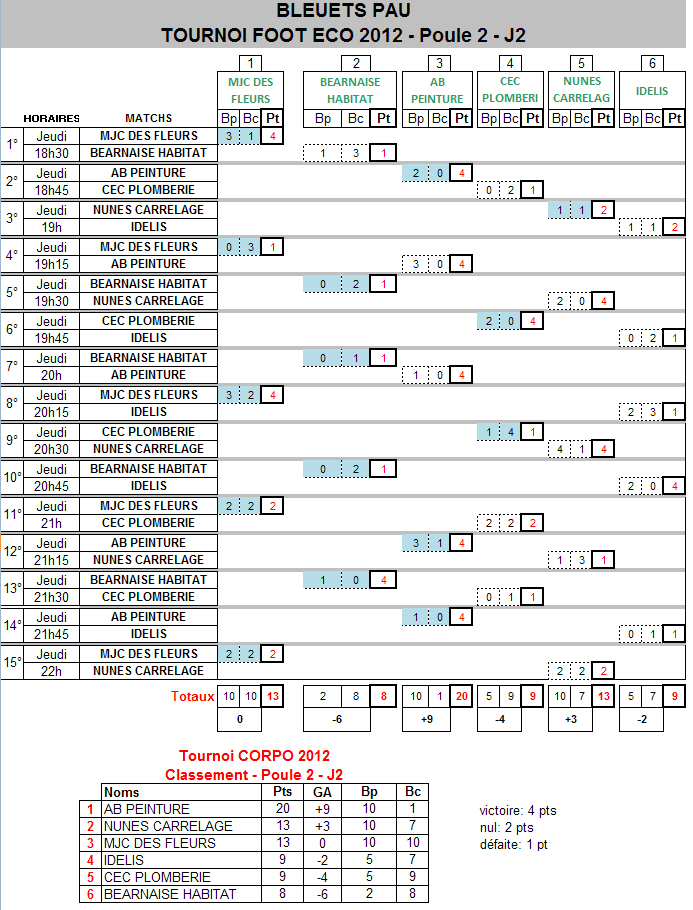 BLEUETS PAU
TOURNOI FOOT ECO 2012 - Poule 2 - J2
1 2 3 4 5 6
MJC DES FLEURS BEARNAISE HABITAT AB PEINTURE CEC PLOMBERI NUNES CARRELAG IDELIS
HORAIRES MATCHS Bp Bc Pt Bp Bc Pt Bp Bc Pt Bp Bc Pt Bp Bc Pt Bp Bc Pt
1° Jeudi MJC DES FLEURS 3 1 4
18h30 BEARNAISE HABITAT 1 3 1
2° Jeudi AB PEINTURE 2 0 4
18h45 CEC PLOMBERIE 0 2 1
3° Jeudi NUNES CARRELAGE 1 1 2
19h IDELIS 1 1 2
4° Jeudi MJC DES FLEURS 0 3 1
19h15 AB PEINTURE 3 0 4
5° Jeudi BEARNAISE HABITAT 0 2 1
19h30 NUNES CARRELAGE 2 0 4
6° Jeudi CEC PLOMBERIE 2 0 4
19h45 IDELIS 0 2 1
7° Jeudi BEARNAISE HABITAT 0 1 1
20h AB PEINTURE 1 0 4
8° Jeudi MJC DES FLEURS 3 2 4
20h15 IDELIS 2 3 1
9° Jeudi CEC PLOMBERIE 1 4 1
20h30 NUNES CARRELAGE 4 1 4
10° Jeudi BEARNAISE HABITAT 0 2 1
20h45 IDELIS 2 0 4
11° Jeudi MJC DES FLEURS 2 2 2
21h CEC PLOMBERIE 2 2 2
12° Jeudi AB PEINTURE 3 1 4
21h15 NUNES CARRELAGE 1 3 1
13° Jeudi BEARNAISE HABITAT 1 0 4
21h30 CEC PLOMBERIE 0 1 1
14° Jeudi AB PEINTURE 1 0 4
21h45 IDELIS 0 1 1
15° Jeudi MJC DES FLEURS 2 2 2
22h NUNES CARRELAGE 2 2 2
Totaux 10 10 13 2 8 8 10 1 20 5 9 9 10 7 13 5 7 9
0 -6 +9 -4 +3 -2
Tournoi CORPO 2012
Classement - Poule 2 - J2
Noms Pts GA Bp Bc
1 AB PEINTURE 20 +9 10 1
2 NUNES CARRELAGE 13 +3 10 7
3 MJC DES FLEURS 13 0 10 10
4 IDELIS 9 -2 5 7
5 CEC PLOMBERIE 9 -4 5 9
6 BEARNAISE HABITAT 8 -6 2 8
victoire: 4 pts
nul: 2 pts
défaite: 1 pt